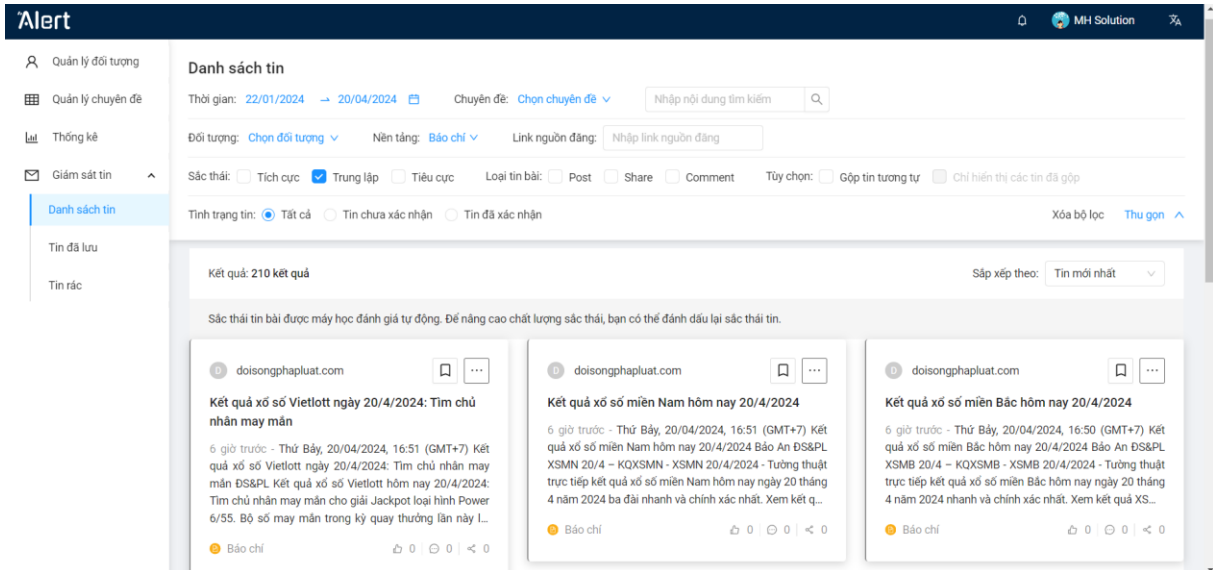 Alert
MH Solution
Quản lý đối tượng
Quản lý chuyên đề
Thống kê
Giám sát tin
Danh sách tin
Tin đã lưu
Tin rác
Danh sách tin
Thời gian: 22/01/2024 → 20/04/2024 Chuyên đề: Chọn chuyên đề Nhập nội dung tìm kiếm
Đối tượng: Chọn đối tượng Nền tảng: Báo chí Link nguồn đăng: Nhập link nguồn đăng
Sắc thái: Tích cực Trung lập Tiêu cực Loại tin bài: Post Share Comment Tùy chọn: Gộp tin tương tự Chỉ hiển thị các tin đã gộp
Tình trạng tin: Tất cả Tin chưa xác nhận Tin đã xác nhận Xóa bộ lọc Thu gọn
Kết quả: 210 kết quả Sắp xếp theo: Tin mới nhất
Sắc thái tin bài được máy học đánh giá tự động. Để nâng cao chất lượng sắc thái, bạn có thể đánh dấu lại sắc thái tin.
D doisongphapluat.com
Kết quả xổ số Vietlott ngày 20/4/2024: Tìm chủ
nhân may mắn
6 giờ trước - Thứ Bảy, 20/04/2024, 16:51 (GMT+7) Kết
quả xổ số Vietlott ngày 20/4/2024: Tìm chủ nhân may
mắn ĐS&PL Kết quả xổ số Vietlott hôm nay 20/4/2024:
Tìm chủ nhân may mắn cho giải Jackpot loại hình Power
6/55. Bộ số may mắn trong kỳ quay thưởng lần này l...
Báo chí 0 0 0
D doisongphapluat.com
Kết quả xổ số miền Nam hôm nay 20/4/2024
6 giờ trước - Thứ Bảy, 20/04/2024, 16:51 (GMT+7) Kết
quả xổ số miền Nam hôm nay 20/4/2024 Bảo An ĐS&PL
XSMN 20/4 – KQXSMN - XSMN 20/4/2024 - Tường thuật
trực tiếp kết quả xổ số miền Nam hôm nay ngày 20 tháng
4 năm 2024 ba đài nhanh và chính xác nhất. Xem kết q...
Báo chí 0 0 0
D doisongphapluat.com
Kết quả xổ số miền Bắc hôm nay 20/4/2024
6 giờ trước - Thứ Bảy, 20/04/2024, 16:50 (GMT+7) Kết
quả xổ số miền Bắc hôm nay 20/4/2024 Bảo An ĐS&PL
XSMB 20/4 – KQXSMB - XSMB 20/4/2024 - Tường thuật
trực tiếp kết quả xổ số miền Bắc hôm nay ngày 20 tháng
4 năm 2024 nhanh và chính xác nhất. Xem kết quả XS...
Báo chí 0 0 0